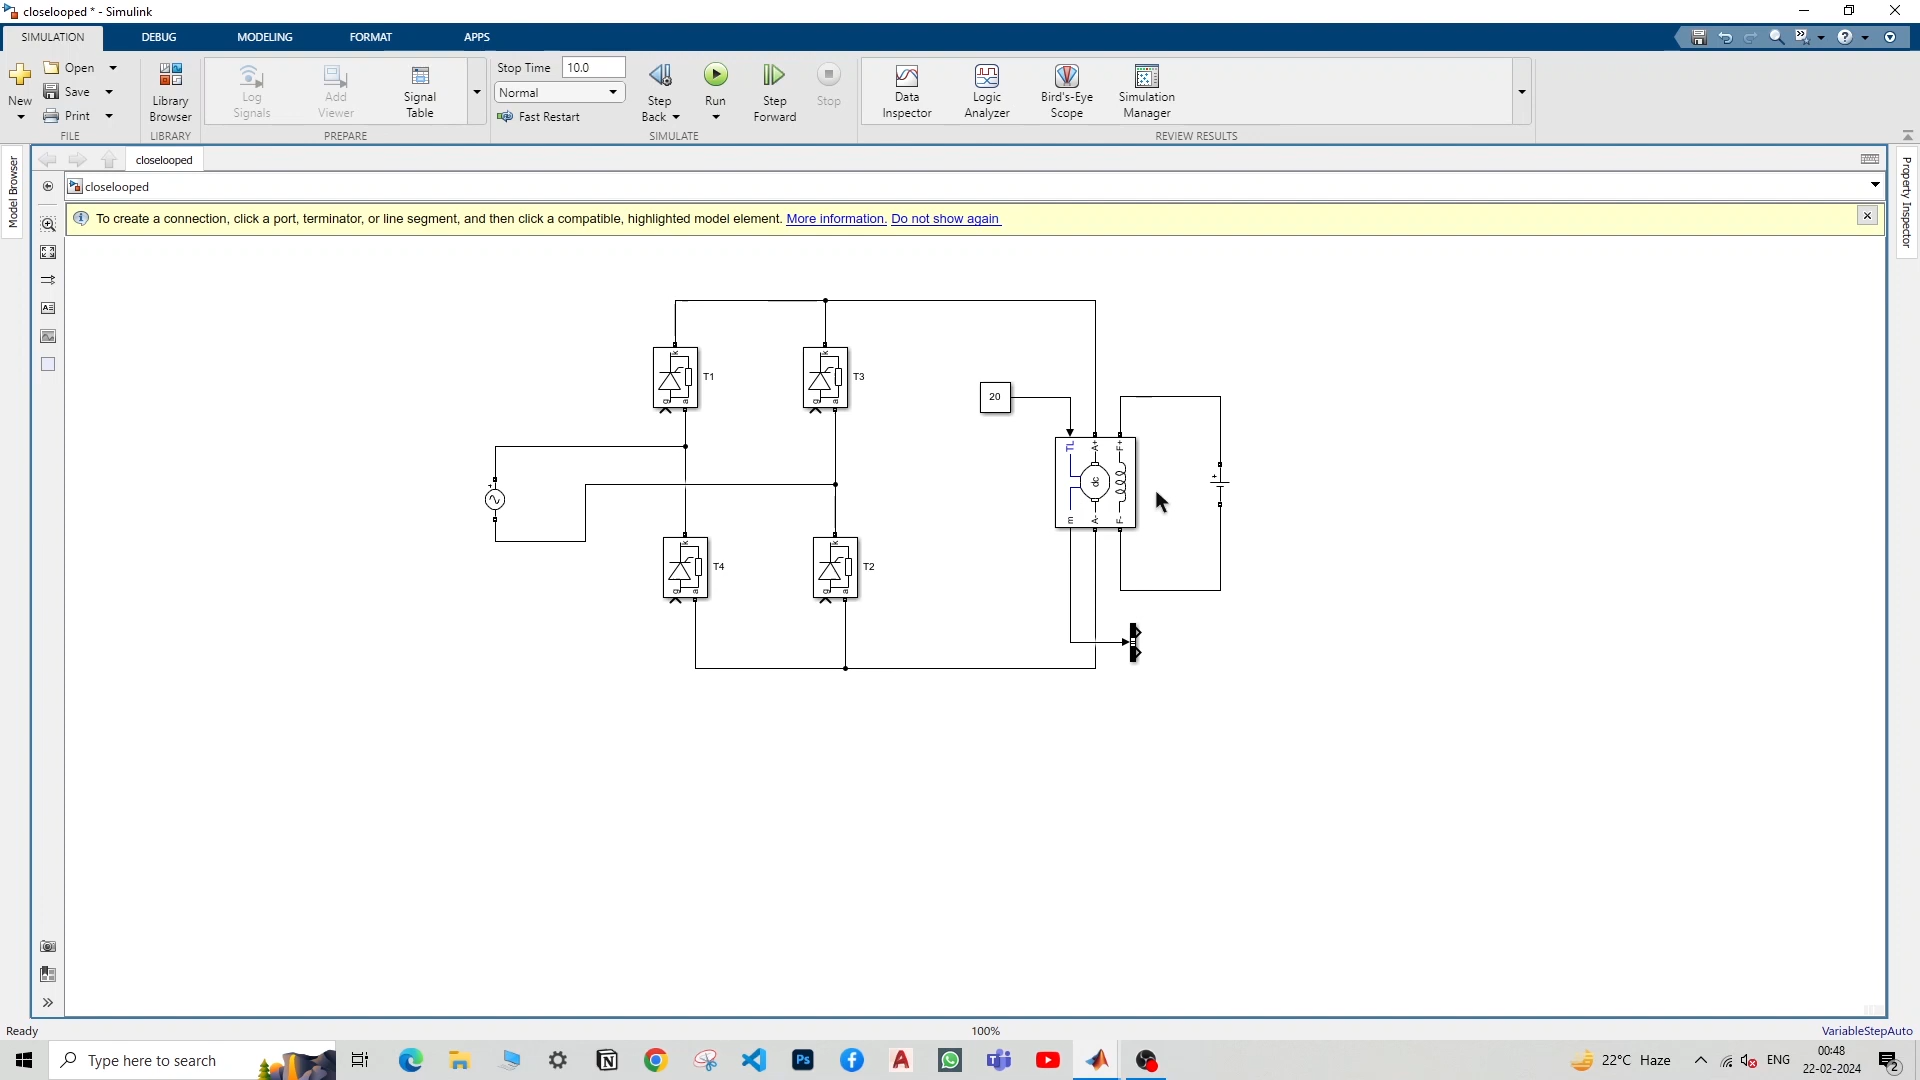 closelooped * - Simulink
SIMULATION DEBUG MODELING FORMAT APPS
New
Open
Save
Print
FILE
Library Browser
LIBRARY
Log Signals
Add Viewer
Signal Table
PREPARE
Stop Time 10.0
Normal
Fast Restart
Step Back
Run
Step Forward
Stop
SIMULATE
Data Inspector
Logic Analyzer
Bird's-Eye Scope
Simulation Manager
REVIEW RESULTS
Model Browser
Property Inspector
closelooped
closelooped
To create a connection, click a port, terminator, or line segment, and then click a compatible, highlighted model element. More information. Do not show again
k
g a
T1
k
g a
T3
20
TL A+ F+
dc
m A- F-
k
g a
T4
k
g a
T2
Ready
100%
VariableStepAuto
Type here to search
22°C Haze
ENG
00:48
22-02-2024
2